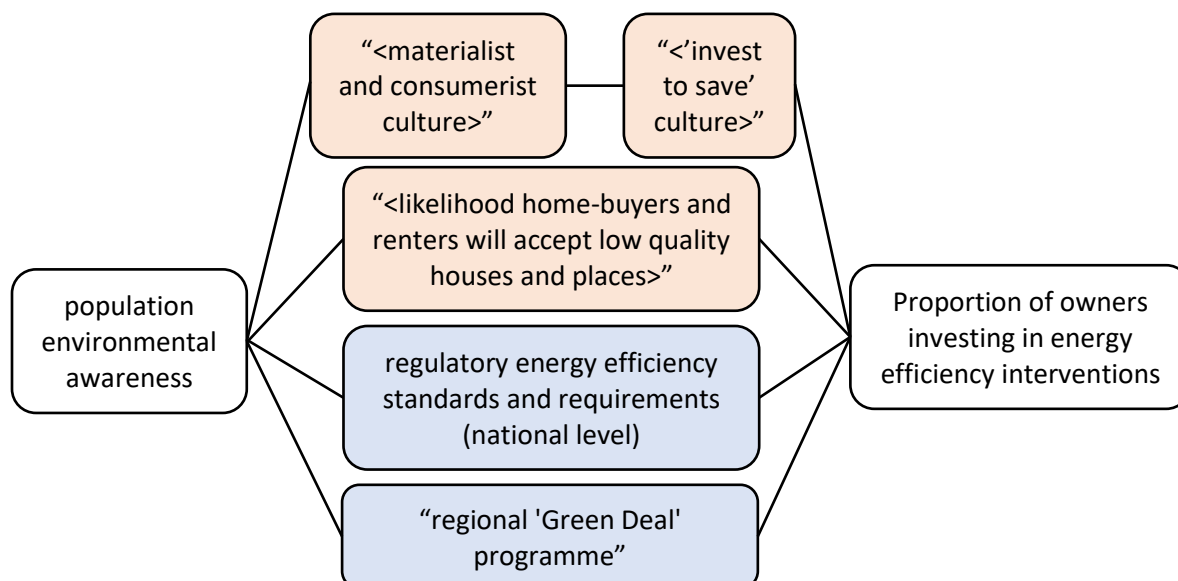 “<materialist
and consumerist
culture>”
“<’invest
to save’
culture>”
“<likelihood home-buyers and
renters will accept low quality
houses and places>”
population
environmental
awareness
Proportion of owners
investing in energy
efficiency interventions
regulatory energy efficiency
standards and requirements
(national level)
“regional 'Green Deal'
programme”